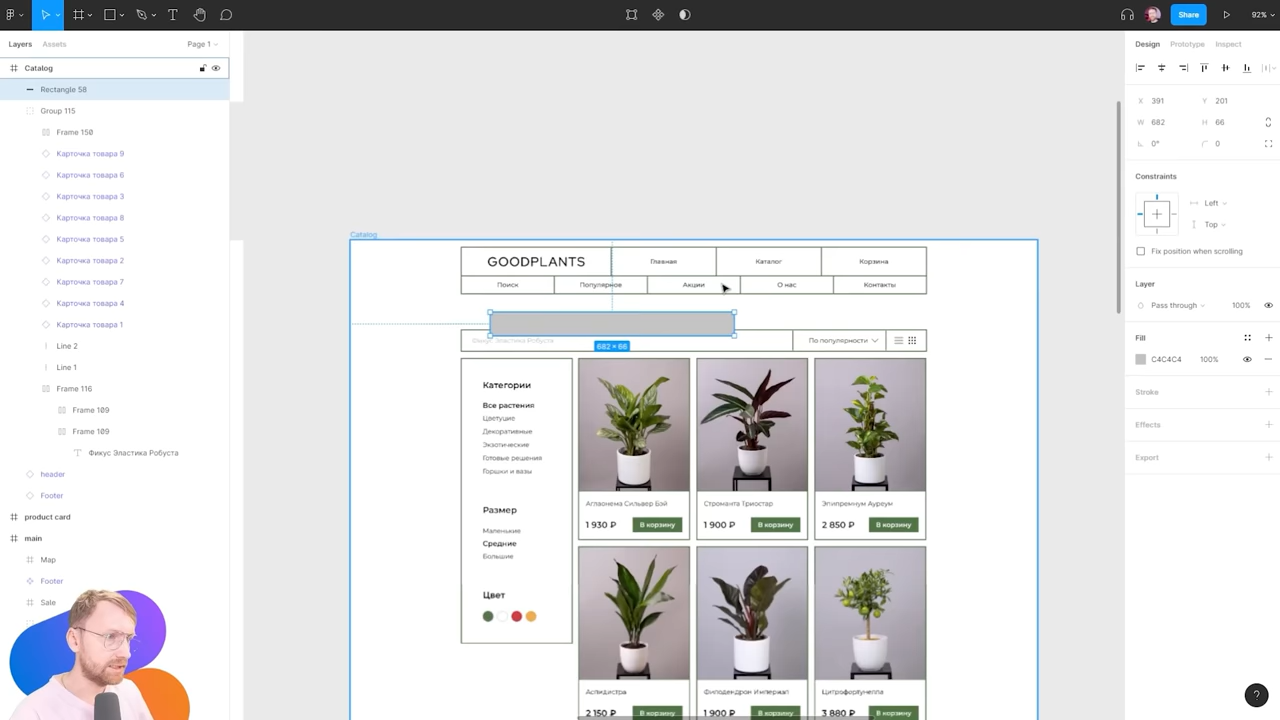 Share
92%
Layers
Assets
Page 1
Catalog
Rectangle 58
Group 115
Frame 150
Карточка товара 9
Карточка товара 6
Карточка товара 3
Карточка товара 8
Карточка товара 5
Карточка товара 2
Карточка товара 7
Карточка товара 4
Карточка товара 1
Line 2
Line 1
Frame 116
Frame 109
Frame 109
Фикус Эластика Робуста
header
Footer
product card
main
Map
Footer
Sale
Catalog
GOODPLANTS
Главная
Каталог
Корзина
Поиск
Популярное
Акции
О нас
Контакты
Фикус Эластика Робуста
682 × 66
По популярности
Категории
Все растения
Цветущие
Декоративные
Экзотические
Готовые решения
Горшки и вазы
Размер
Маленькие
Средние
Большие
Цвет
Аглаонема Сильвер Бэй
1 930 ₽
В корзину
Строманта Триостар
1 900 ₽
В корзину
Эпипремнум Ауреум
2 850 ₽
В корзину
Аспидистра
2 150 ₽
В корзину
Филодендрон Империал
1 900 ₽
В корзину
Цитрофортунелла
3 880 ₽
В корзину
Design
Prototype
Inspect
X 391
Y 201
W 682
H 66
0°
0
Constraints
Left
Top
Fix position when scrolling
Layer
Pass through
100%
Fill
C4C4C4
100%
Stroke
Effects
Export
?